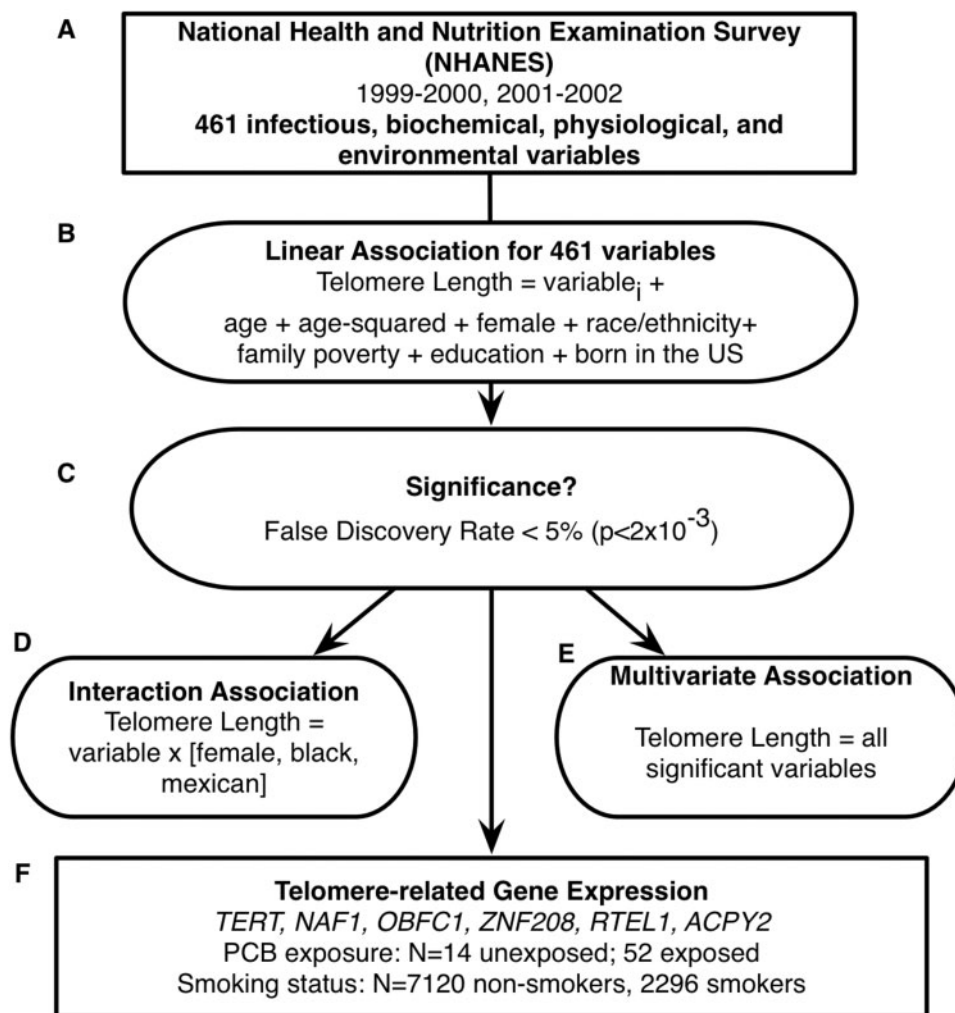 A
National Health and Nutrition Examination Survey
(NHANES)
1999-2000, 2001-2002
461 infectious, biochemical, physiological, and
environmental variables
B
Linear Association for 461 variables
Telomere Length = variable_i +
age + age-squared + female + race/ethnicity+
family poverty + education + born in the US
C
Significance?
False Discovery Rate < 5% (p<2x10^-3)
D
Interaction Association
Telomere Length =
variable x [female, black,
mexican]
E
Multivariate Association
Telomere Length = all
significant variables
F
Telomere-related Gene Expression
TERT, NAF1, OBFC1, ZNF208, RTEL1, ACPY2
PCB exposure: N=14 unexposed; 52 exposed
Smoking status: N=7120 non-smokers, 2296 smokers